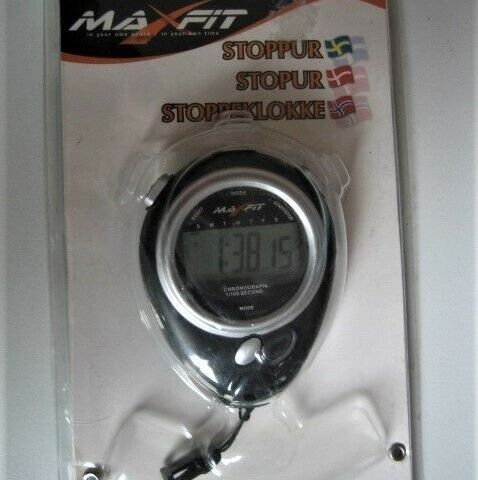 MAXFIT
in your own space in your own time
STOPPUR
STOPUR
STOPPEKLOKKE
MODE
MAXFIT
S M T W T F S
1:38 15
CHRONOGRAPH
1/100 SECOND
MODE